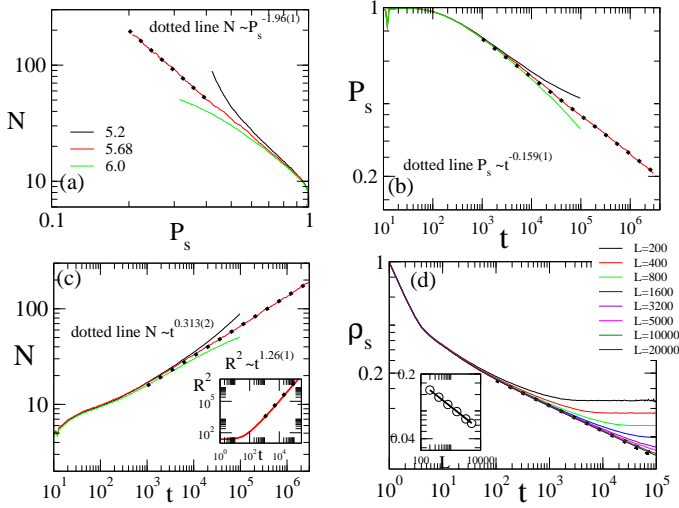 dotted line N ~P_s^-1.96(1)
100
N
10
5.2
5.68
6.0
(a)
0.1
1
P_s
1
P_s
0.2
dotted line P_s ~t^-0.159(1)
(b)
10^1 10^2 10^3 10^4 10^5 10^6
t
(c)
100
dotted line N ~t^0.313(2)
N
10
R^2 ~t^1.26(1)
R^2
10^5
10^2
10^0 10^2 10^4
t
10^1 10^2 10^3 10^4 10^5 10^6
t
L=200
L=400
L=800
L=1600
L=3200
L=5000
L=10000
L=20000
(d)
1
ρ_s
0.2
0.2
0.04
100 L 10000
10^0 10^1 10^2 10^3 10^4 10^5
t